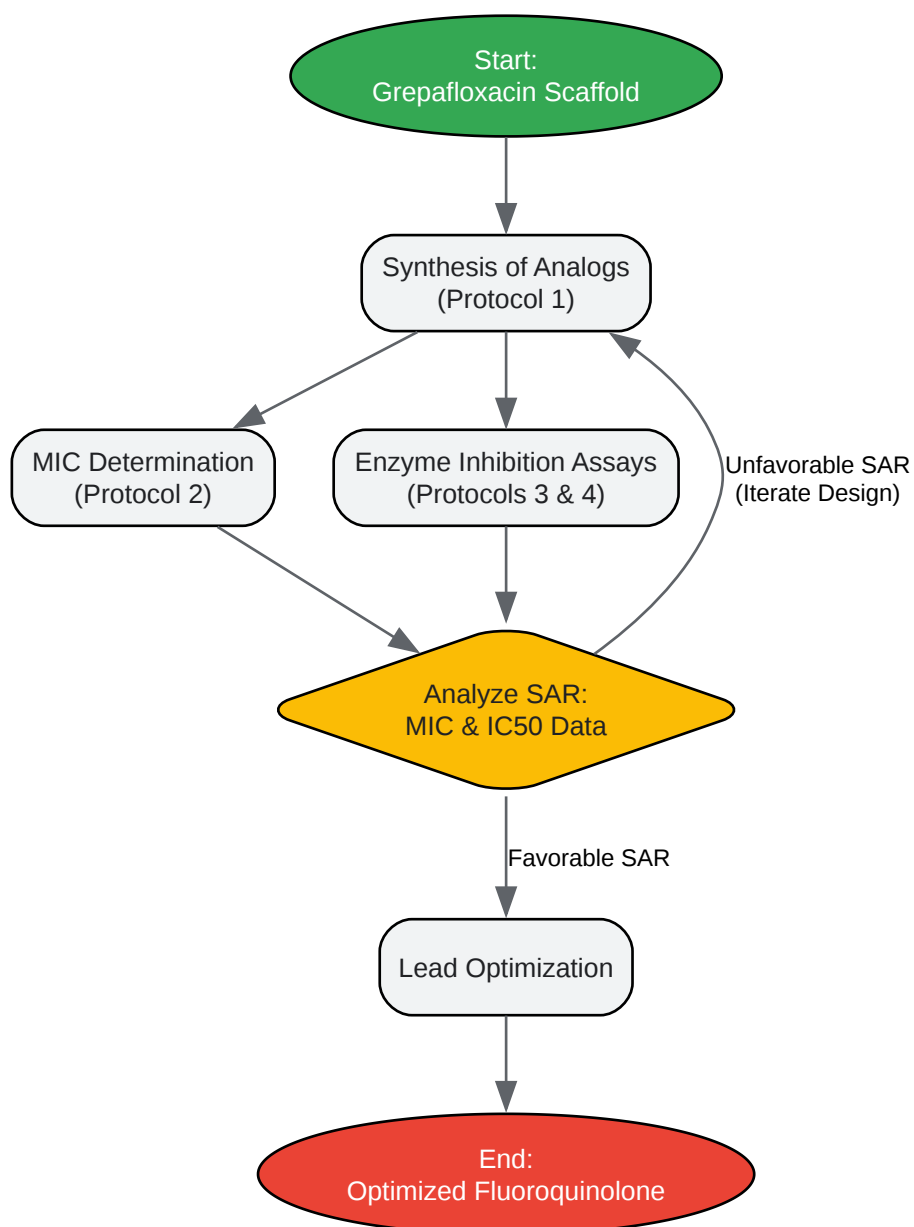 Start:
Grepafloxacin Scaffold
Synthesis of Analogs
(Protocol 1)
MIC Determination
(Protocol 2)
Enzyme Inhibition Assays
(Protocols 3 & 4)
Unfavorable SAR
(Iterate Design)
Analyze SAR:
MIC & IC50 Data
Favorable SAR
Lead Optimization
End:
Optimized Fluoroquinolone